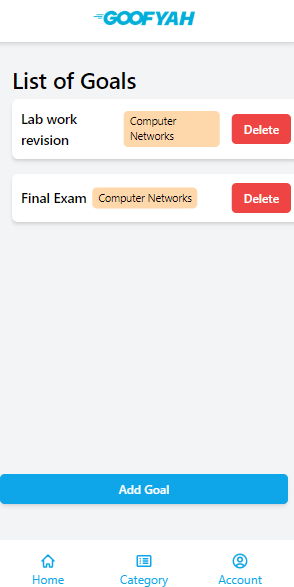 GOOFYAH
List of Goals
Lab work
revision
Computer
Networks
Delete
Final Exam
Computer Networks
Delete
Add Goal
Home
Category
Account